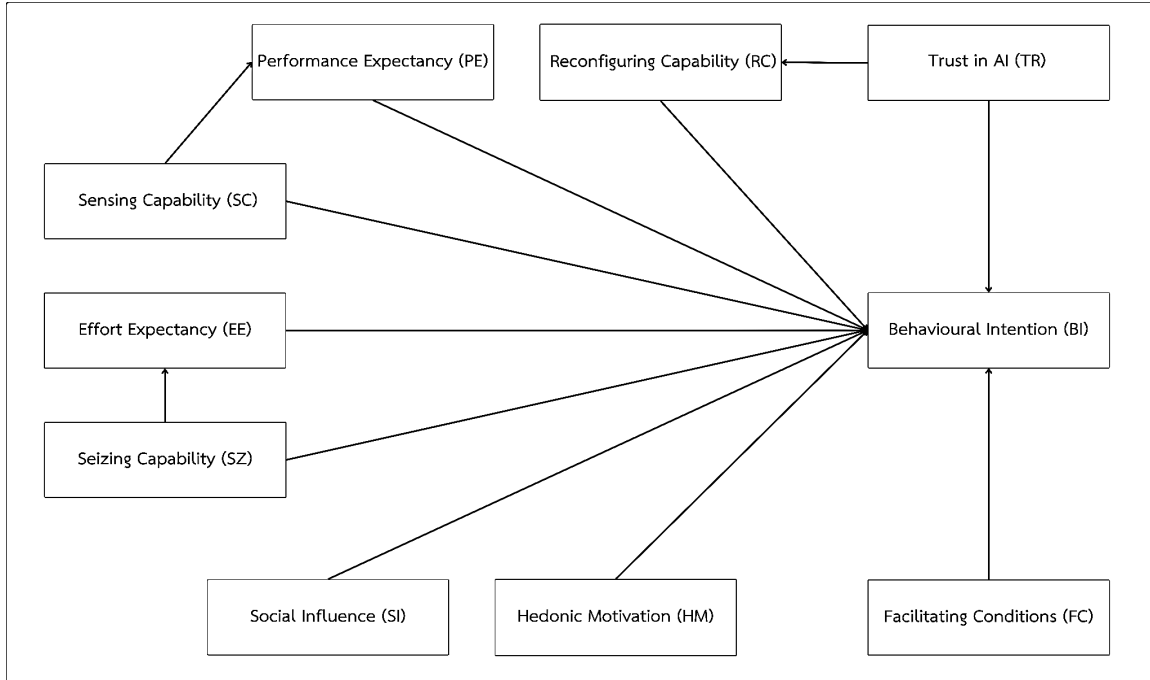 Performance Expectancy (PE)
Reconfiguring Capability (RC)
Trust in AI (TR)
Sensing Capability (SC)
Effort Expectancy (EE)
Behavioural Intention (BI)
Seizing Capability (SZ)
Social Influence (SI)
Hedonic Motivation (HM)
Facilitating Conditions (FC)